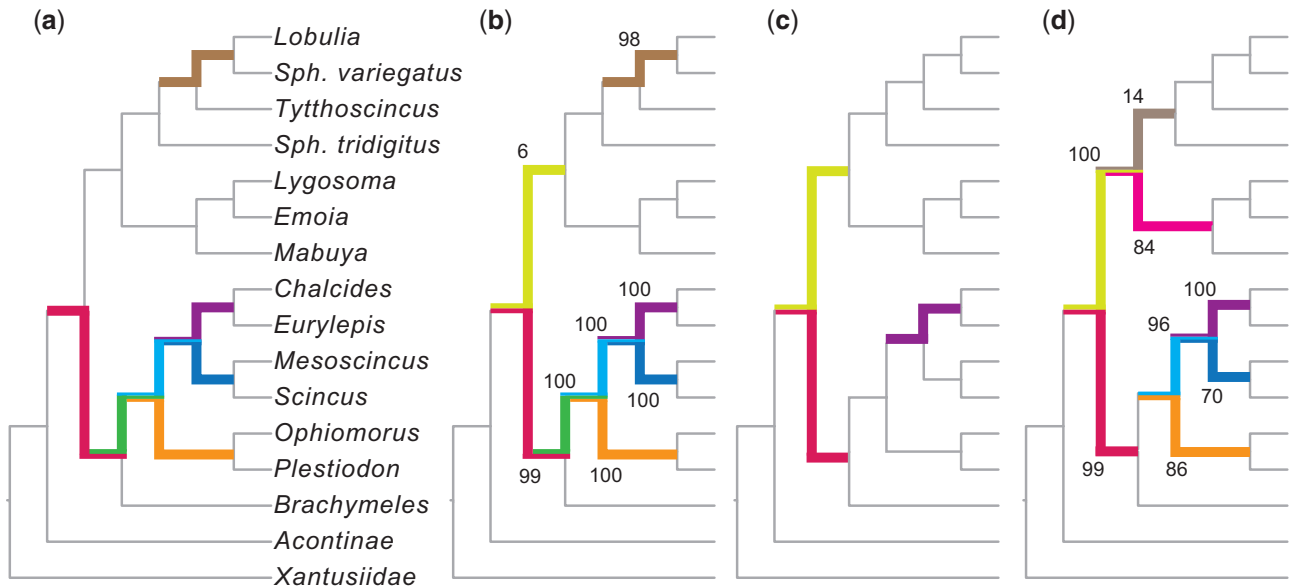 (a)
Lobulia
Sph. variegatus
Tytthoscincus
Sph. tridigitus
Lygosoma
Emoia
Mabuya
Chalcides
Eurylepis
Mesoscincus
Scincus
Ophiomorus
Plestiodon
Brachymeles
Acontinae
Xantusiidae
(b)
98
6
100
100
100
100
99
100
(c)
(d)
14
100
84
100
96
70
99
86